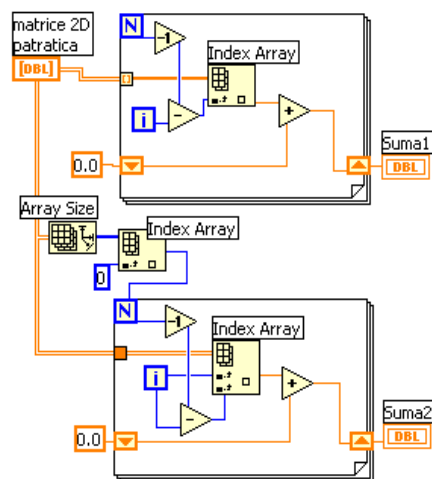 matrice 2D
patratica
[DBL]
N
-1
Index Array
i
-
+
0.0
Suma1
DBL
Array Size
Index Array
0
N
-1
Index Array
i
-
+
0.0
Suma2
DBL